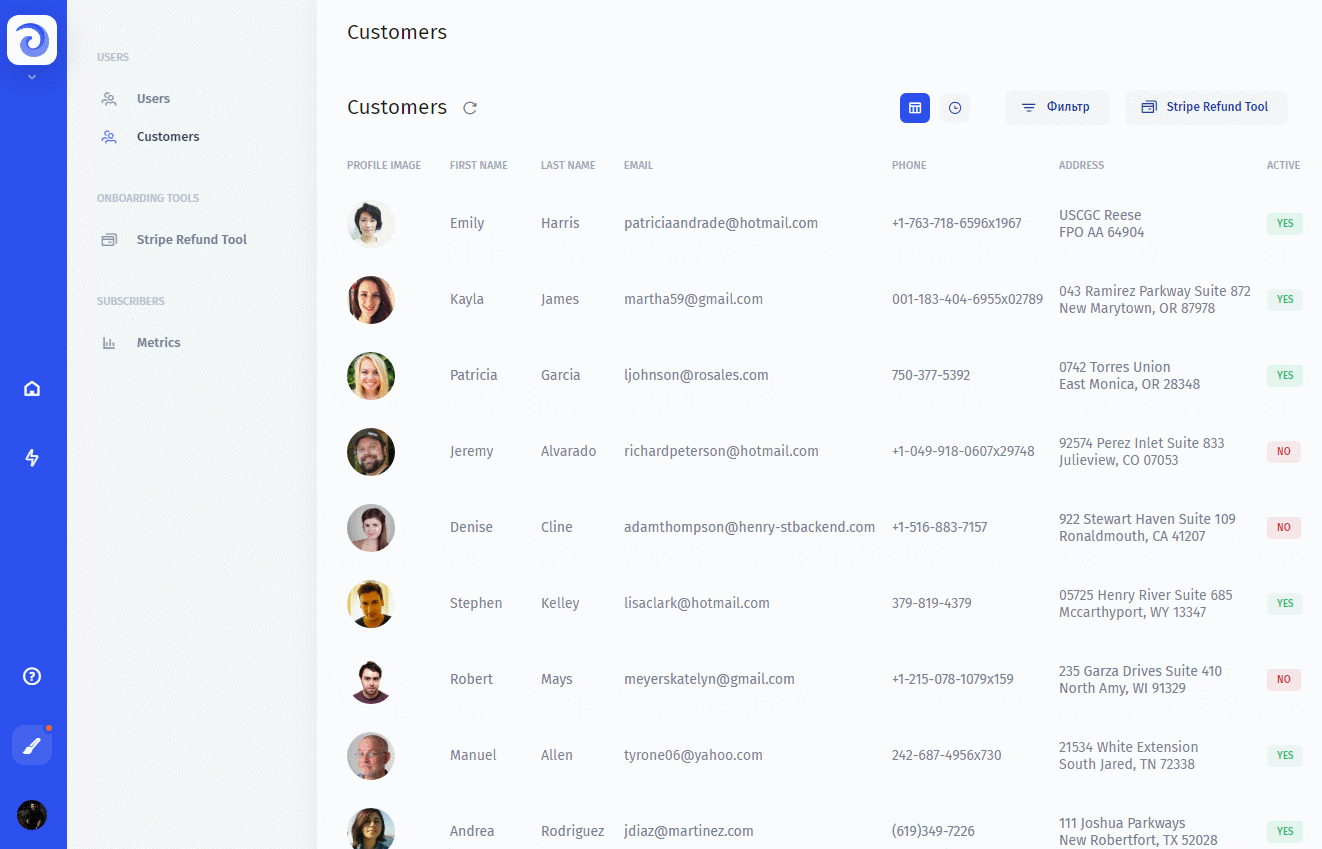 Customers
USERS
Users
Customers
ONBOARDING TOOLS
Stripe Refund Tool
SUBSCRIBERS
Metrics
Customers
Фильтр
Stripe Refund Tool
PROFILE IMAGE FIRST NAME LAST NAME EMAIL PHONE ADDRESS ACTIVE
Emily Harris patriciaandrade@hotmail.com +1-763-718-6596x1967 USCGC Reese
FPO AA 64904 YES
Kayla James martha59@gmail.com 001-183-404-6955x02789 043 Ramirez Parkway Suite 872
New Marytown, OR 87978 YES
Patricia Garcia ljohnson@rosales.com 750-377-5392 0742 Torres Union
East Monica, OR 28348 YES
Jeremy Alvarado richardpeterson@hotmail.com +1-049-918-0607x29748 92574 Perez Inlet Suite 833
Julieview, CO 07053 NO
Denise Cline adamthompson@henry-stbackend.com +1-516-883-7157 922 Stewart Haven Suite 109
Ronaldmouth, CA 41207 NO
Stephen Kelley lisaclark@hotmail.com 379-819-4379 05725 Henry River Suite 685
Mccarthyport, WY 13347 YES
Robert Mays meyerskatelyn@gmail.com +1-215-078-1079x159 235 Garza Drives Suite 410
North Amy, WI 91329 NO
Manuel Allen tyrone06@yahoo.com 242-687-4956x730 21534 White Extension
South Jared, TN 72338 YES
Andrea Rodriguez jdiaz@martinez.com (619)349-7226 111 Joshua Parkways
New Robertfort, TX 52028 YES